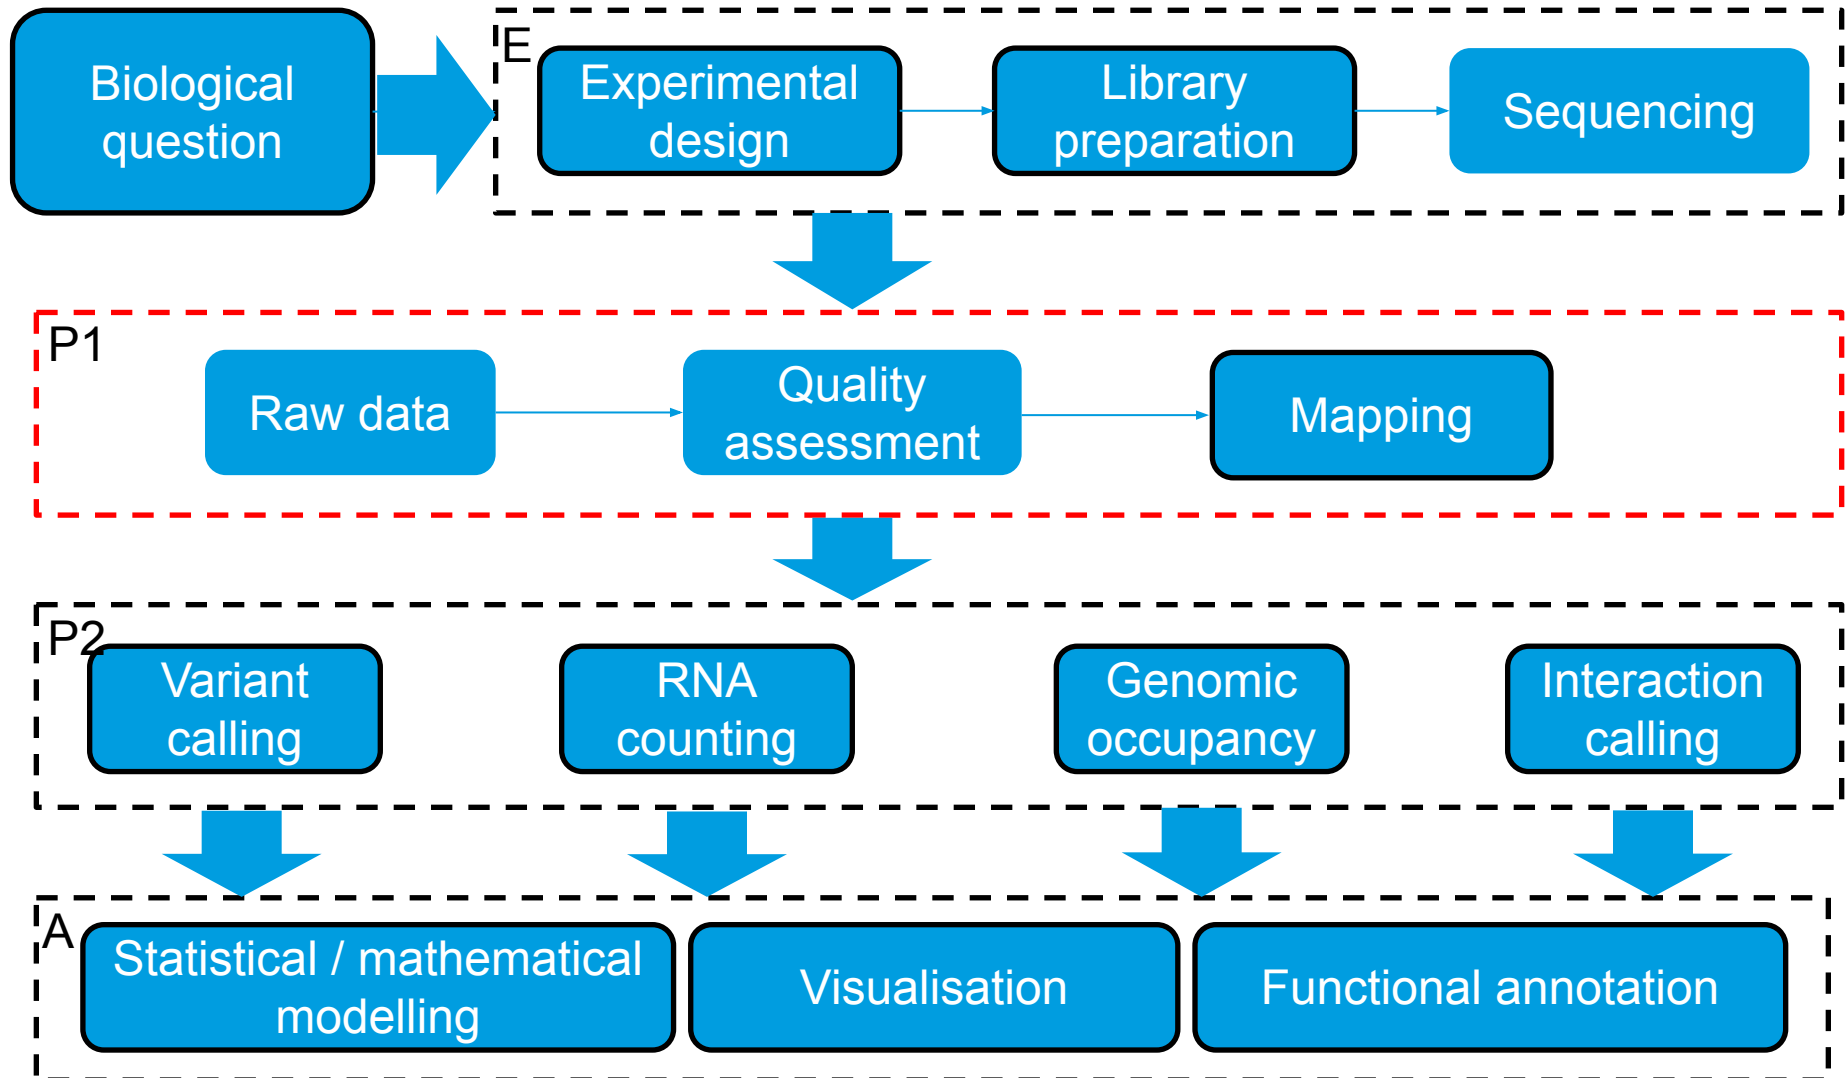 Biological
question
E
Experimental
design
Library
preparation
Sequencing
P1
Raw data
Quality
assessment
Mapping
P2
Variant
calling
RNA
counting
Genomic
occupancy
Interaction
calling
A
Statistical / mathematical
modelling
Visualisation
Functional annotation